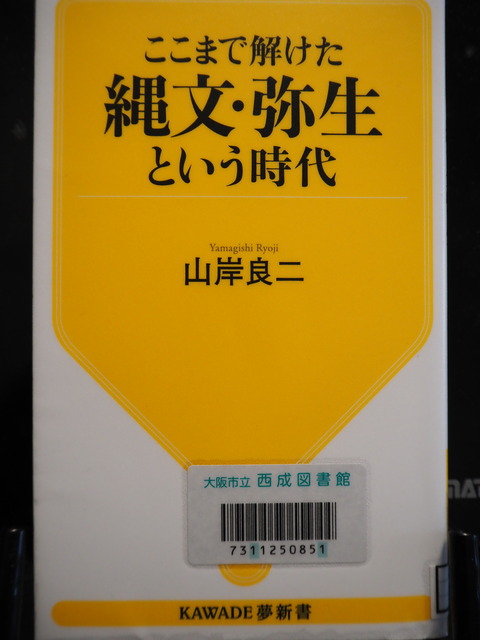 ここまで解けた
縄文・弥生
という時代
Yamagishi Ryoji
山岸良二
大阪市立 西成図書館
7311250851
KAWADE夢新書